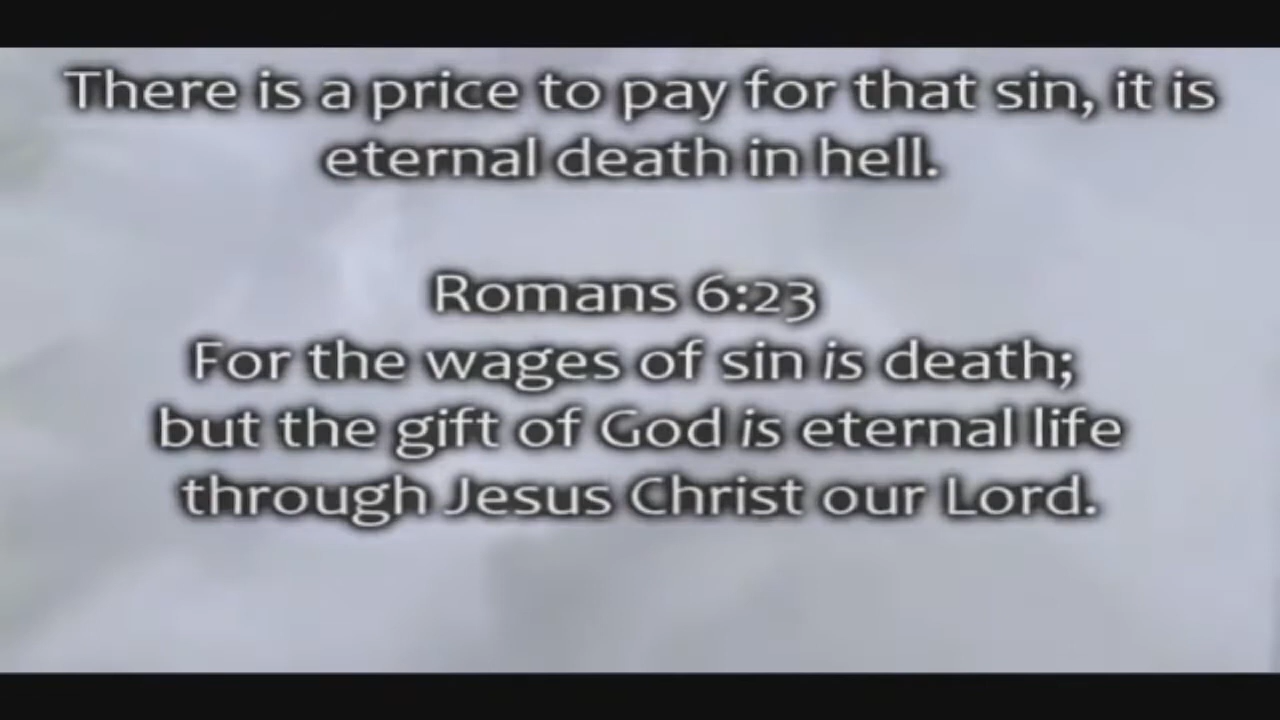 There is a price to pay for that sin, it is
eternal death in hell.
Romans 6:23
For the wages of sin is death;
but the gift of God is eternal life
through Jesus Christ our Lord.